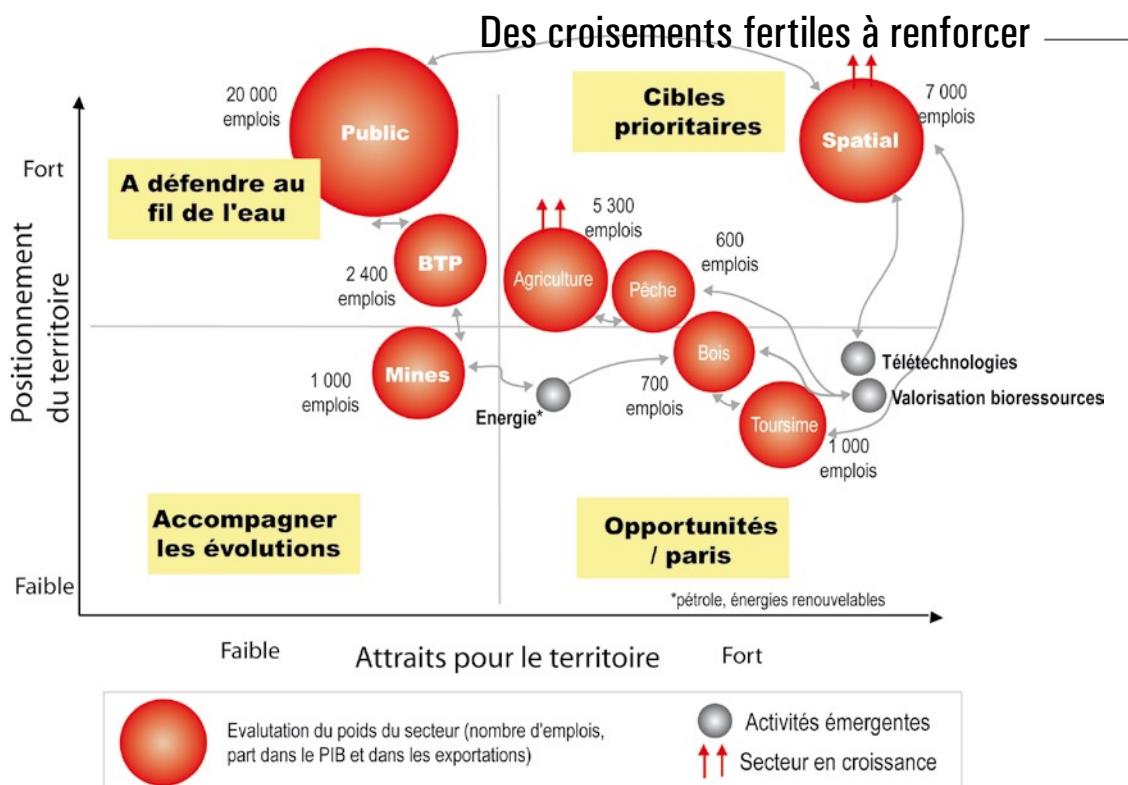 Des croisements fertiles à renforcer
20 000
emplois
Public
Cibles
prioritaires
Spatial
7 000
emplois
Fort
A défendre au
fil de l'eau
BTP
2 400
emplois
Agriculture
5 300
emplois
Pêche
600
emplois
Positionnement
du territoire
Mines
1 000
emplois
Energie*
Bois
700
emplois
Télétechnologies
Valorisation bioressources
Toursime
1 000
emplois
Accompagner
les évolutions
Opportunités
/ paris
Faible
*pétrole, énergies renouvelables
Faible
Attraits pour le territoire
Fort
Evalutation du poids du secteur (nombre d'emplois,
part dans le PIB et dans les exportations)
Activités émergentes
Secteur en croissance